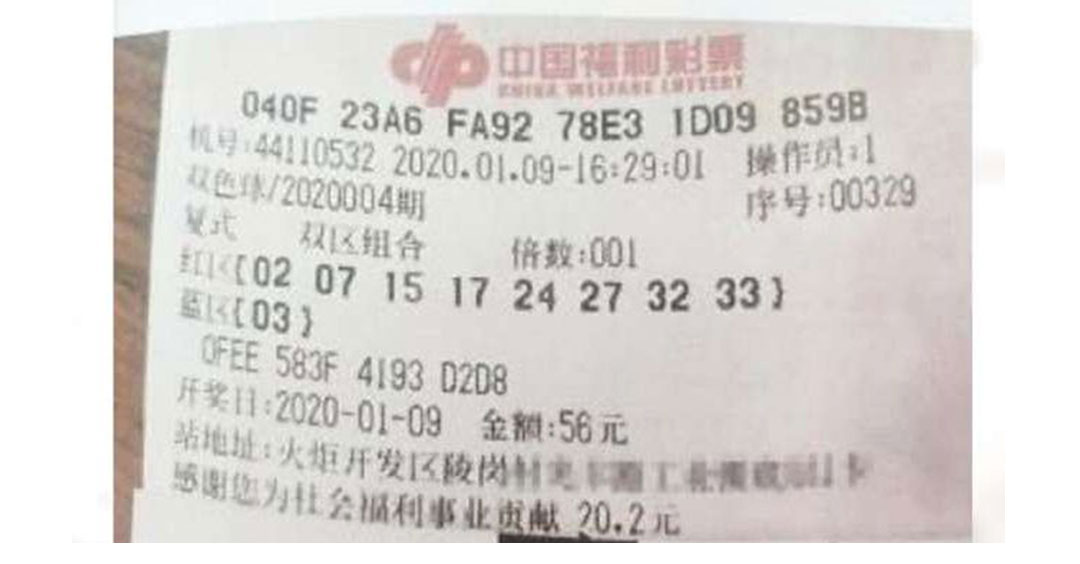 中国福利彩票
CHINA WELFARE LOTTERY
040F 23A6 FA92 78E3 1D09 859B
机号:44110532 2020.01.09-16:29:01 操作员:1
双色球/2020004期 序号:00329
复式 双区组合 倍数:001
红区[02 07 15 17 24 27 32 33]
蓝区[03]
0FEE 583F 4193 D2D8
开奖日:2020-01-09 金额:56元
站地址:火炬开发区陵岗
感谢您为社会福利事业贡献 20.2元